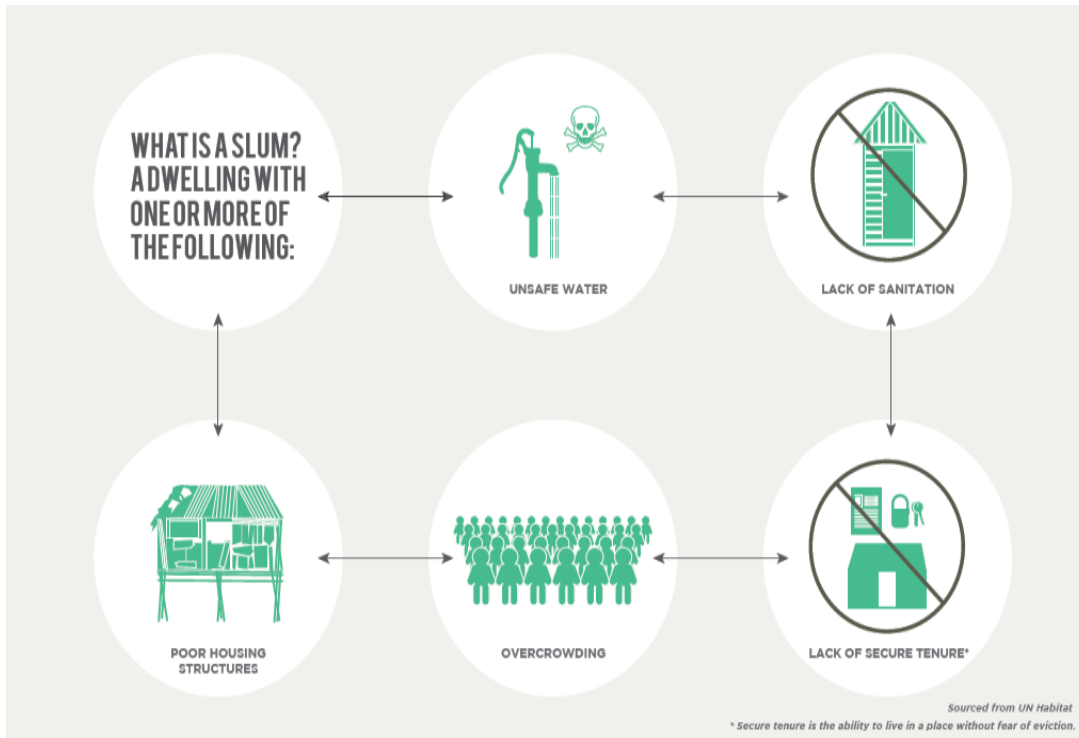 WHAT IS A SLUM?
A DWELLING WITH
ONE OR MORE OF
THE FOLLOWING:
UNSAFE WATER
LACK OF SANITATION
POOR HOUSING
STRUCTURES
OVERCROWDING
LACK OF SECURE TENURE*
Sourced from UN Habitat
* Secure tenure is the ability to live in a place without fear of eviction.